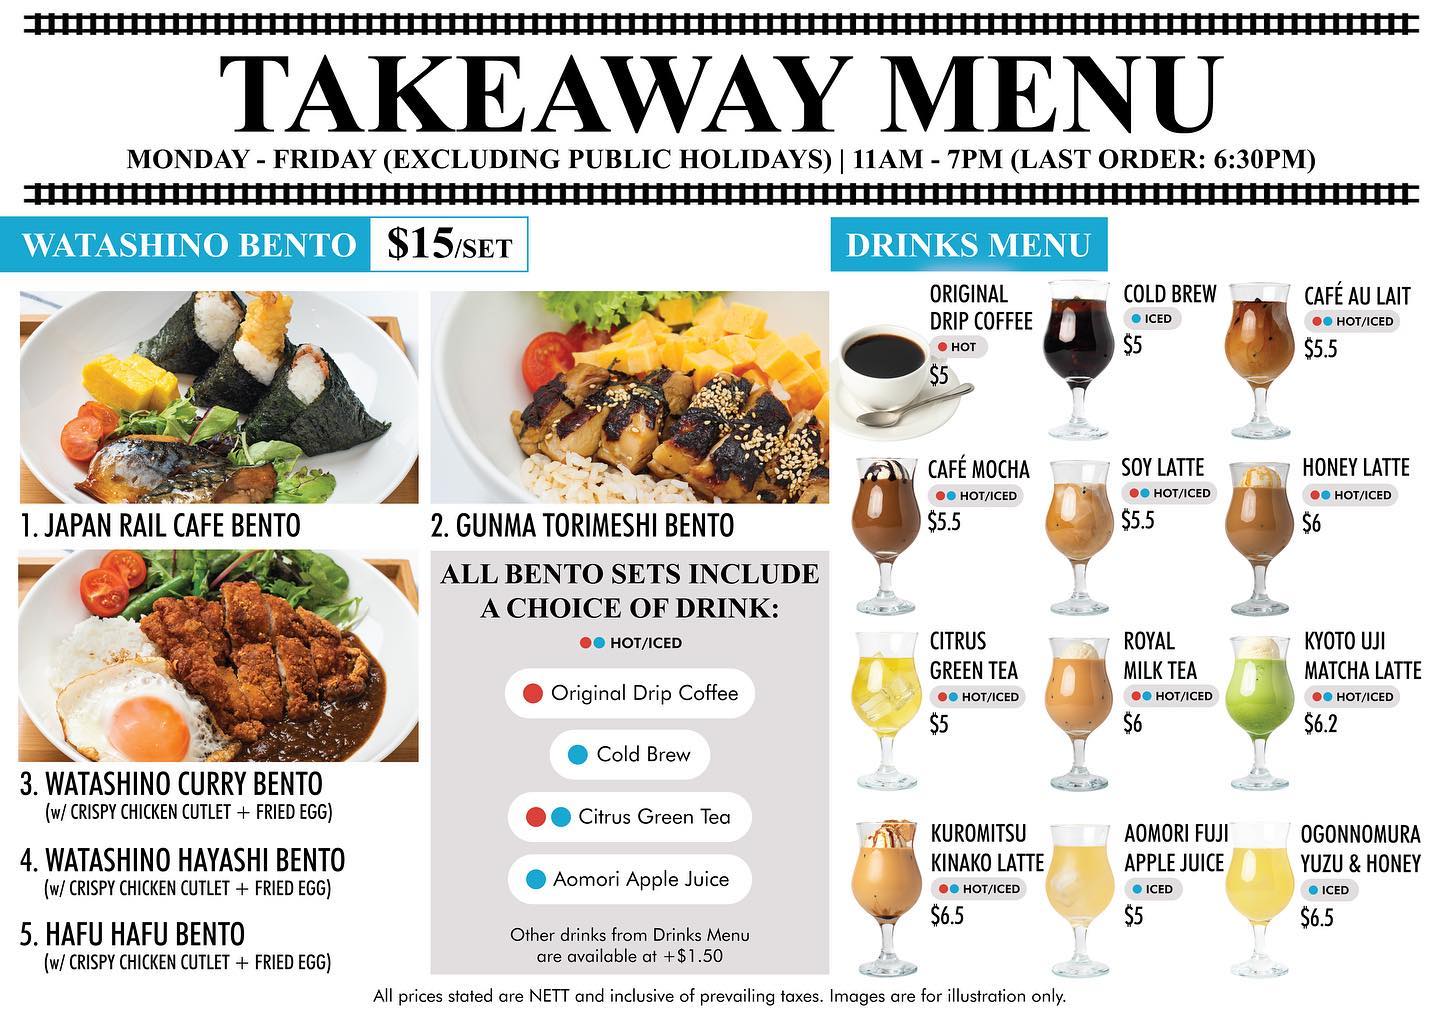 TAKEAWAY MENU
MONDAY - FRIDAY (EXCLUDING PUBLIC HOLIDAYS) | 11AM - 7PM (LAST ORDER: 6:30PM)
WATASHINO BENTO $15/SET
1. JAPAN RAIL CAFE BENTO
2. GUNMA TORIMESHI BENTO
3. WATASHINO CURRY BENTO
(w/ CRISPY CHICKEN CUTLET + FRIED EGG)
4. WATASHINO HAYASHI BENTO
(w/ CRISPY CHICKEN CUTLET + FRIED EGG)
5. HAFU HAFU BENTO
(w/ CRISPY CHICKEN CUTLET + FRIED EGG)
ALL BENTO SETS INCLUDE
A CHOICE OF DRINK:
HOT/ICED
Original Drip Coffee
Cold Brew
Citrus Green Tea
Aomori Apple Juice
Other drinks from Drinks Menu
are available at +$1.50
DRINKS MENU
ORIGINAL
DRIP COFFEE
HOT
$5
COLD BREW
ICED
$5
CAFÉ AU LAIT
HOT/ICED
$5.5
CAFÉ MOCHA
HOT/ICED
$5.5
SOY LATTE
HOT/ICED
$5.5
HONEY LATTE
HOT/ICED
$6
CITRUS
GREEN TEA
HOT/ICED
$5
ROYAL
MILK TEA
HOT/ICED
$6
KYOTO UJI
MATCHA LATTE
HOT/ICED
$6.2
KUROMITSU
KINAKO LATTE
HOT/ICED
$6.5
AOMORI FUJI
APPLE JUICE
ICED
$5
OGONNOMURA
YUZU & HONEY
ICED
$6.5
All prices stated are NETT and inclusive of prevailing taxes. Images are for illustration only.